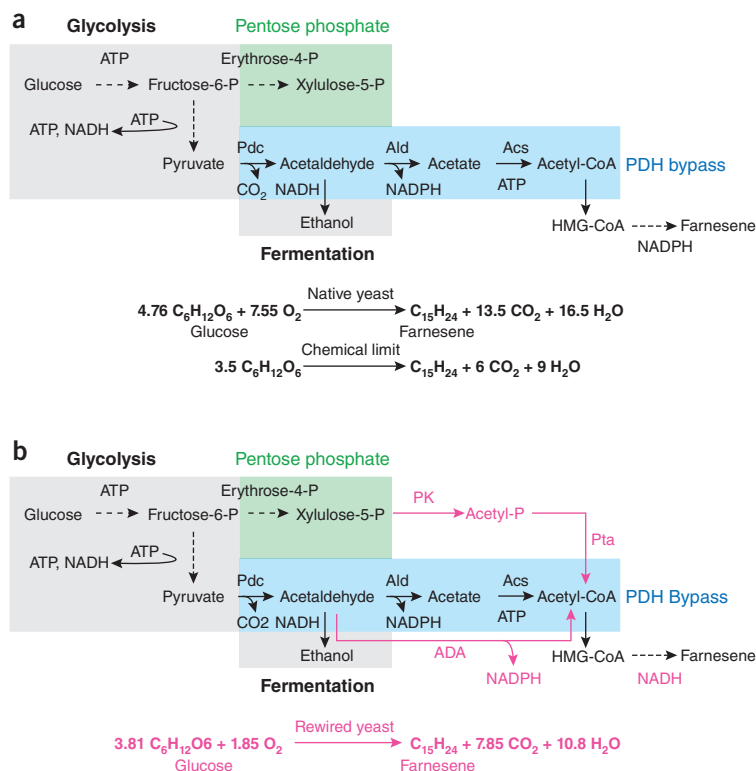 a
Glycolysis Pentose phosphate
ATP Erythrose-4-P
Glucose Fructose-6-P Xylulose-5-P
ATP
ATP, NADH
Pdc Ald Acs
Pyruvate Acetaldehyde Acetate Acetyl-CoA PDH bypass
CO2 NADH NADPH ATP
Ethanol HMG-CoA Farnesene
NADPH
Fermentation
Native yeast
4.76 C6H12O6 + 7.55 O2 C15H24 + 13.5 CO2 + 16.5 H2O
Glucose Farnesene
Chemical limit
3.5 C6H12O6 C15H24 + 6 CO2 + 9 H2O
b
Glycolysis Pentose phosphate
ATP Erythrose-4-P
PK
Glucose Fructose-6-P Xylulose-5-P Acetyl-P
ATP Pta
ATP, NADH
Pdc Ald Acs
Pyruvate Acetaldehyde Acetate Acetyl-CoA PDH Bypass
CO2 NADH NADPH ATP
Ethanol ADA HMG-CoA Farnesene
NADPH NADH
Fermentation
Rewired yeast
3.81 C6H12O6 + 1.85 O2 C15H24 + 7.85 CO2 + 10.8 H2O
Glucose Farnesene